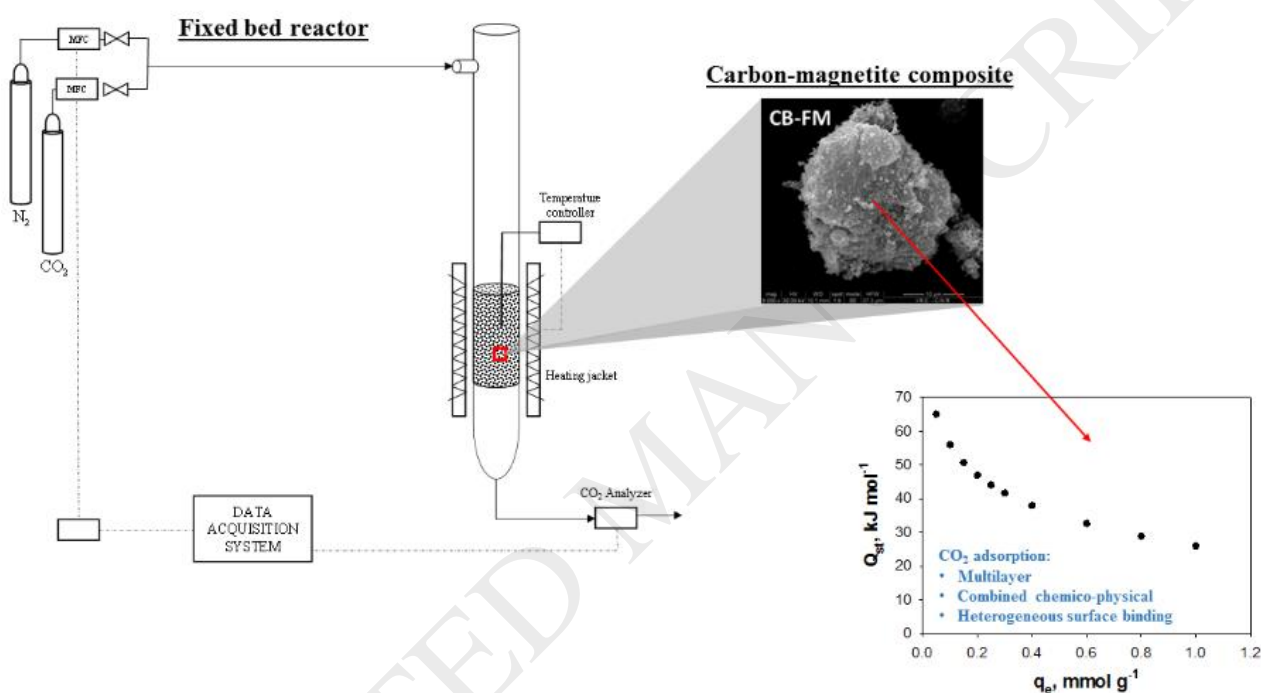 Fixed bed reactor
MFC
MFC
N₂
CO₂
Temperature
controller
Heating jacket
CO₂ Analyzer
DATA
ACQUISITION
SYSTEM
Carbon-magnetite composite
CB-FM
70
60
50
40
30
20
10
0
Qst, kJ mol⁻¹
CO₂ adsorption:
• Multilayer
• Combined chemico-physical
• Heterogeneous surface binding
0.0 0.2 0.4 0.6 0.8 1.0 1.2
qe, mmol g⁻¹